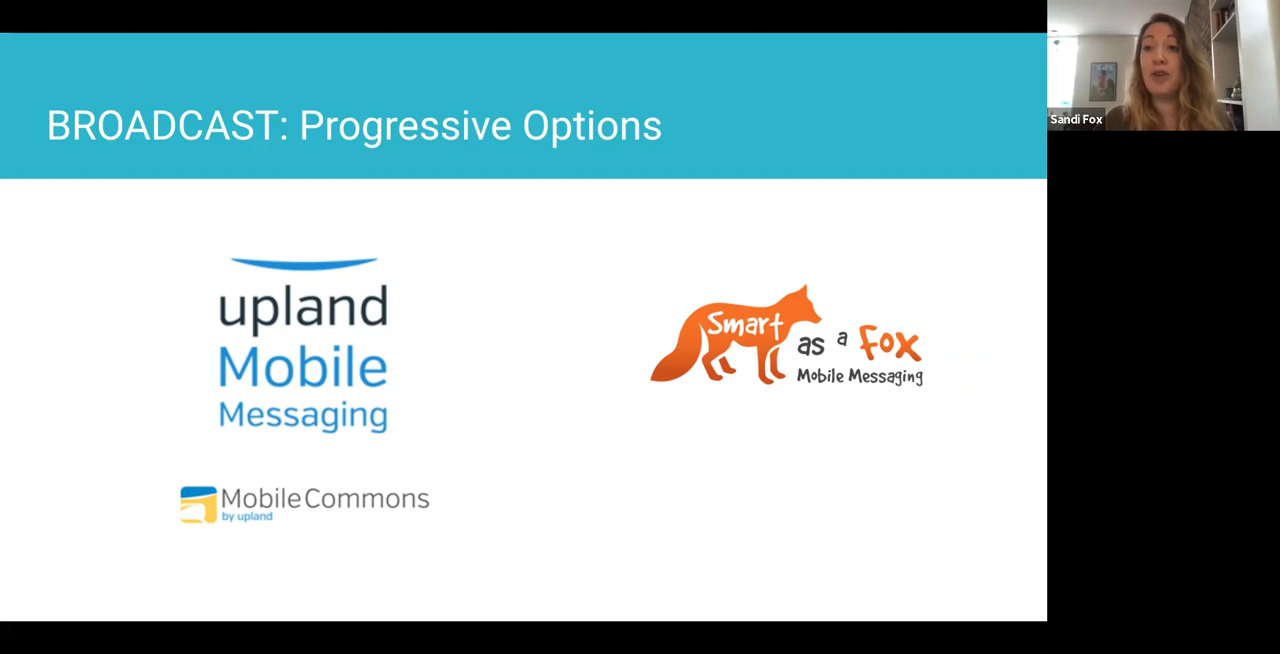 BROADCAST: Progressive Options
Sandi Fox
upland
Mobile
Messaging
Smart as a Fox
Mobile Messaging
MobileCommons
by upland